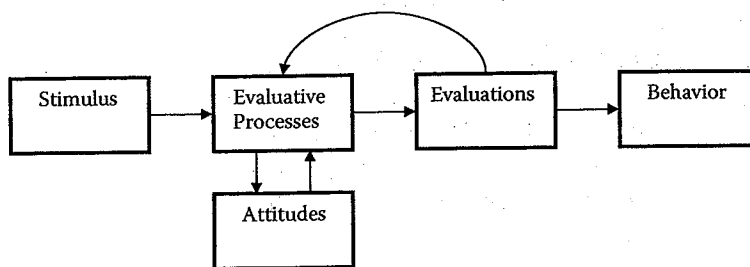 Stimulus
Evaluative
Processes
Evaluations
Behavior
Attitudes